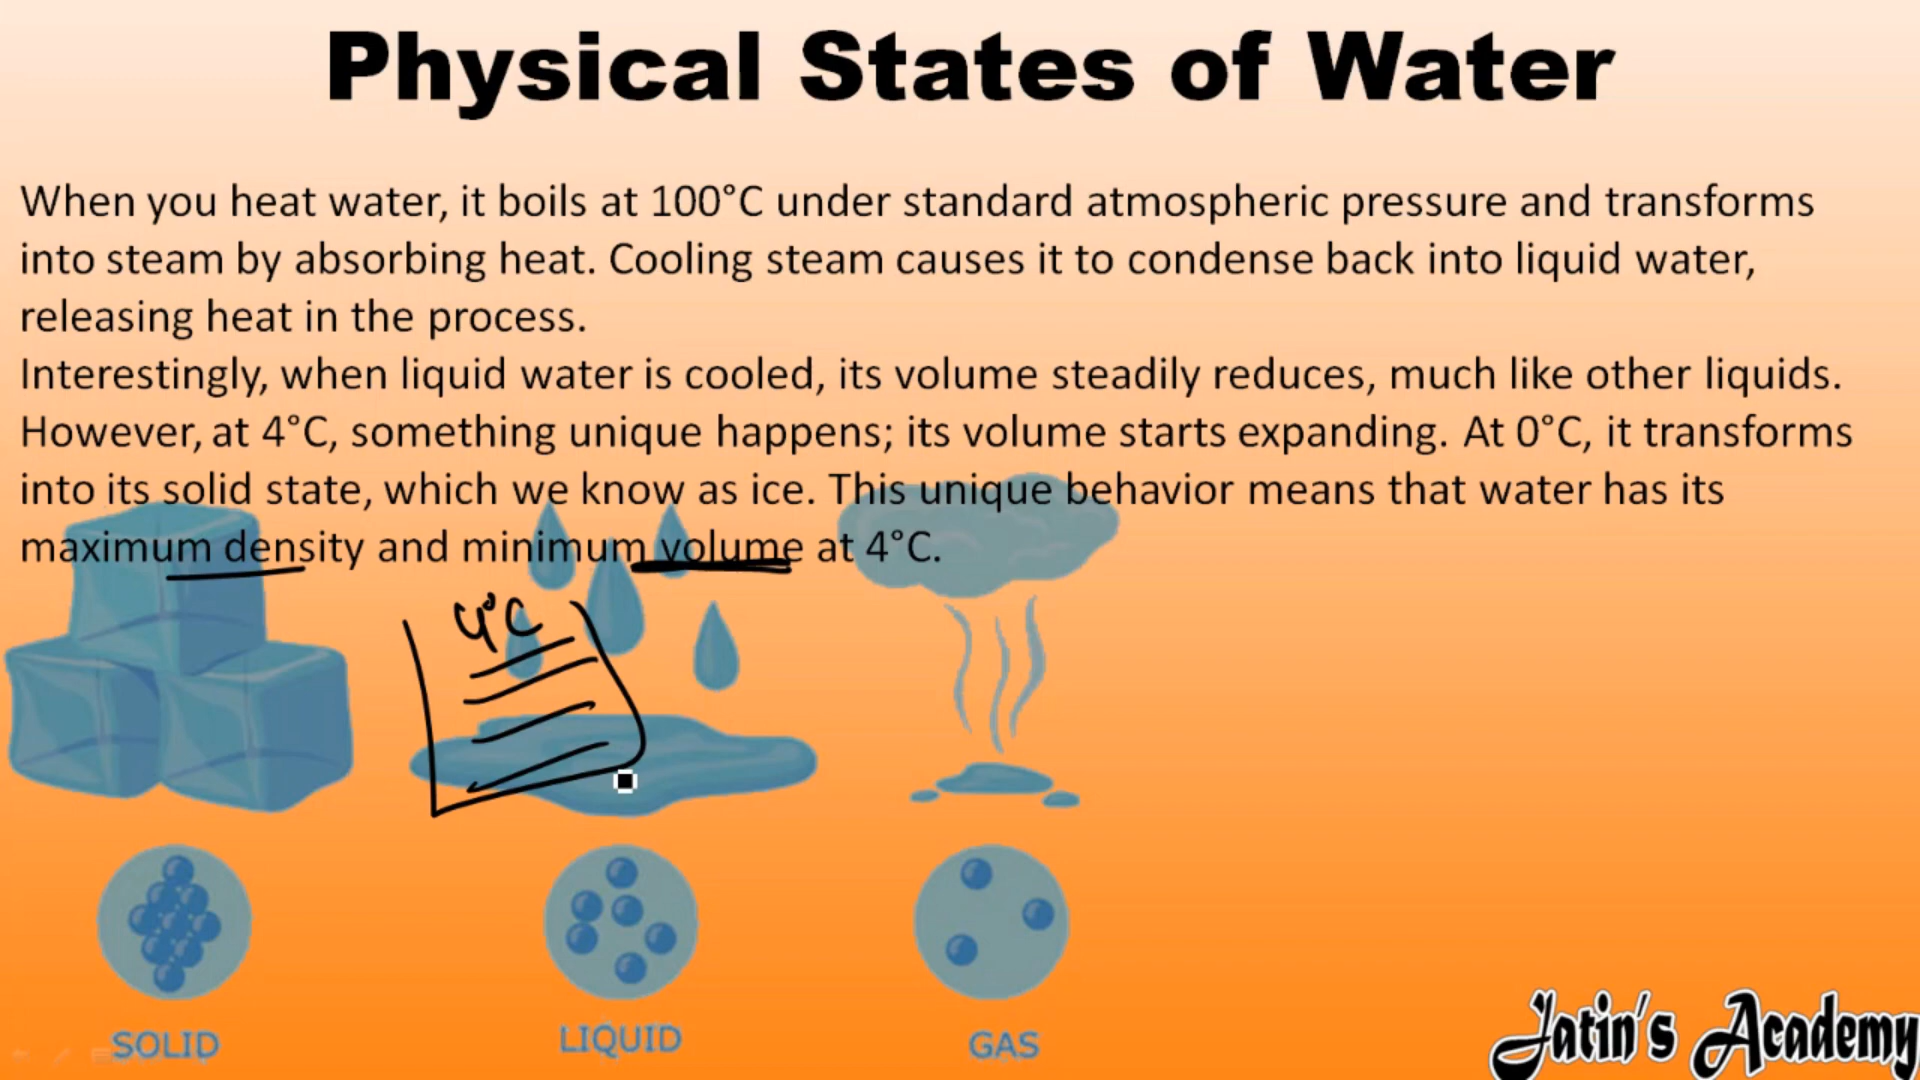 Physical States of Water
When you heat water, it boils at 100°C under standard atmospheric pressure and transforms
into steam by absorbing heat. Cooling steam causes it to condense back into liquid water,
releasing heat in the process.
Interestingly, when liquid water is cooled, its volume steadily reduces, much like other liquids.
However, at 4°C, something unique happens; its volume starts expanding. At 0°C, it transforms
into its solid state, which we know as ice. This unique behavior means that water has its
maximum density and minimum volume at 4°C.
4°C
SOLID
LIQUID
GAS
Jatin's Academy